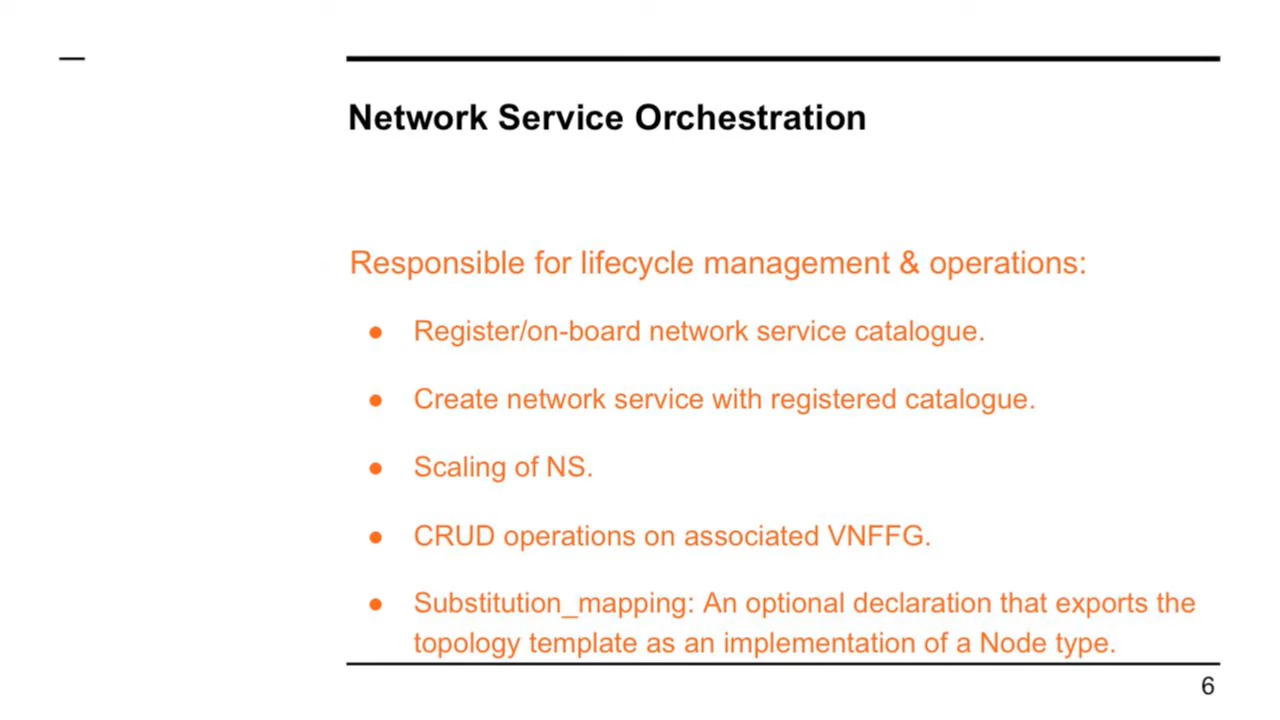 Network Service Orchestration
Responsible for lifecycle management & operations:
● Register/on-board network service catalogue.
● Create network service with registered catalogue.
● Scaling of NS.
● CRUD operations on associated VNFFG.
● Substitution_mapping: An optional declaration that exports the
topology template as an implementation of a Node type.
6